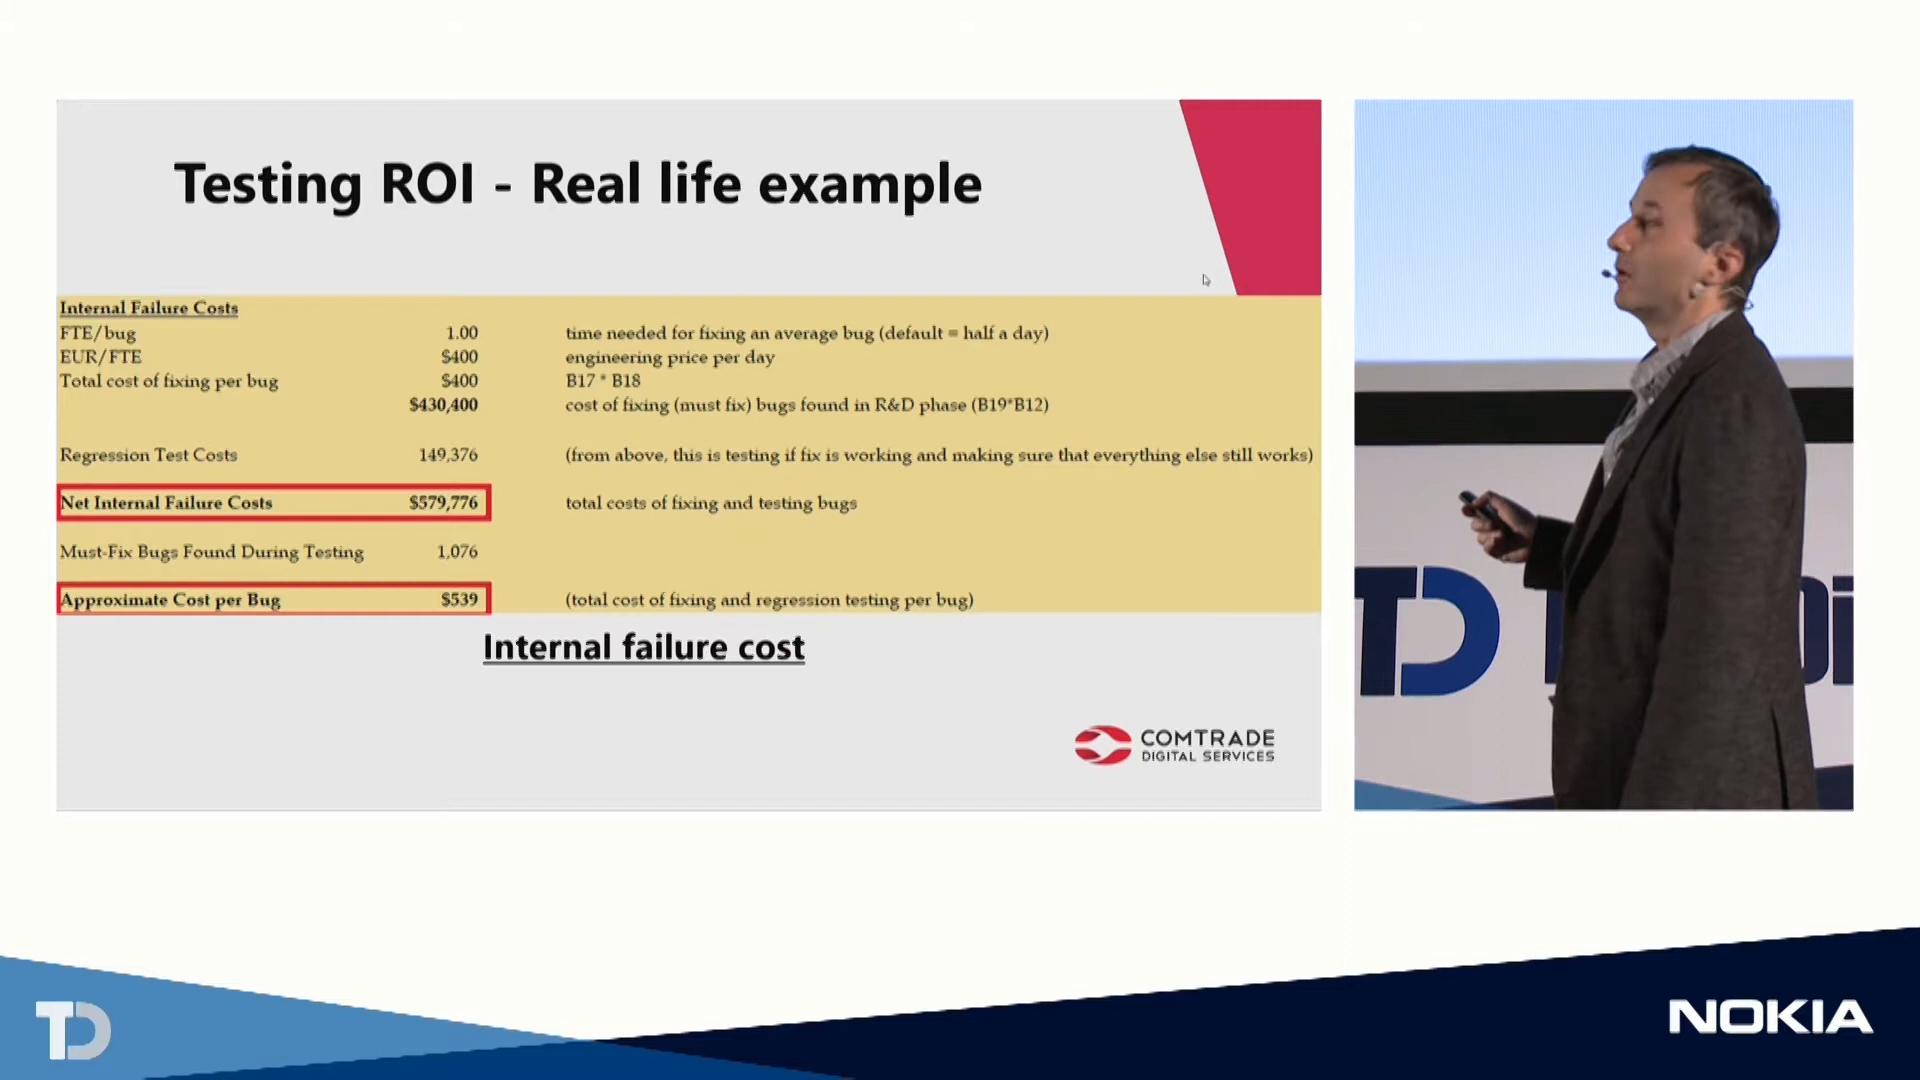 Testing ROI - Real life example
Internal Failure Costs
FTE/bug 1.00 time needed for fixing an average bug (default = half a day)
EUR/FTE $400 engineering price per day
Total cost of fixing per bug $400 B17 * B18
$430,400 cost of fixing (must fix) bugs found in R&D phase (B19*B12)
Regression Test Costs 149,376 (from above, this is testing if fix is working and making sure that everything else still works)
Net Internal Failure Costs $579,776 total costs of fixing and testing bugs
Must-Fix Bugs Found During Testing 1,076
Approximate Cost per Bug $539 (total cost of fixing and regression testing per bug)
Internal failure cost
COMTRADE
DIGITAL SERVICES
TD
TD
NOKIA